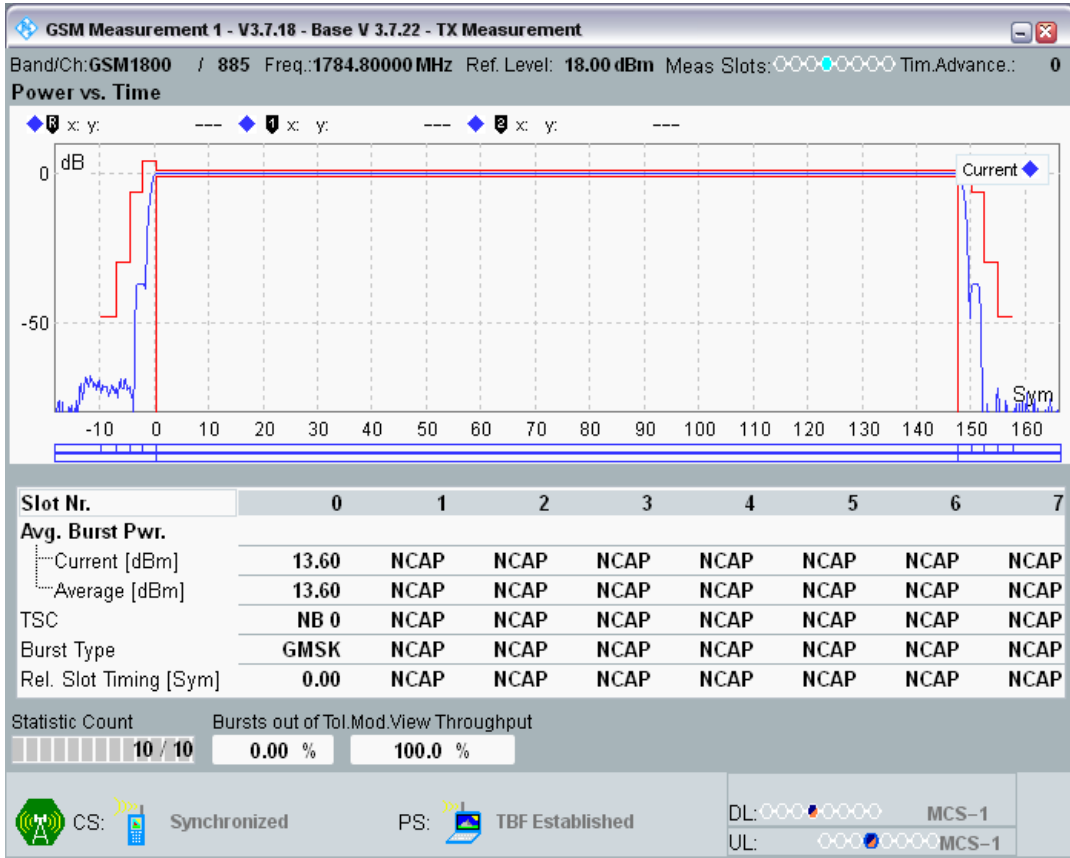 GSM Measurement 1 - V3.7.18 - Base V 3.7.22 - TX Measurement
Band/Ch:GSM1800 / 885 Freq.:1784.80000 MHz Ref. Level: 18.00 dBm Meas Slots: Tim.Advance.: 0
Power vs. Time
R x: y: --- 1 x: y: --- 2 x: y: ---
dB
0
Current
-50
Sym
-10 0 10 20 30 40 50 60 70 80 90 100 110 120 130 140 150 160
Slot Nr. 0 1 2 3 4 5 6 7
Avg. Burst Pwr.
Current [dBm] 13.60 NCAP NCAP NCAP NCAP NCAP NCAP NCAP
Average [dBm] 13.60 NCAP NCAP NCAP NCAP NCAP NCAP NCAP
TSC NB 0 NCAP NCAP NCAP NCAP NCAP NCAP NCAP
Burst Type GMSK NCAP NCAP NCAP NCAP NCAP NCAP NCAP
Rel. Slot Timing [Sym] 0.00 NCAP NCAP NCAP NCAP NCAP NCAP NCAP
Statistic Count Bursts out of Tol. Mod.View Throughput
10 / 10 0.00 % 100.0 %
CS: Synchronized PS: TBF Established
DL: MCS-1
UL: MCS-1